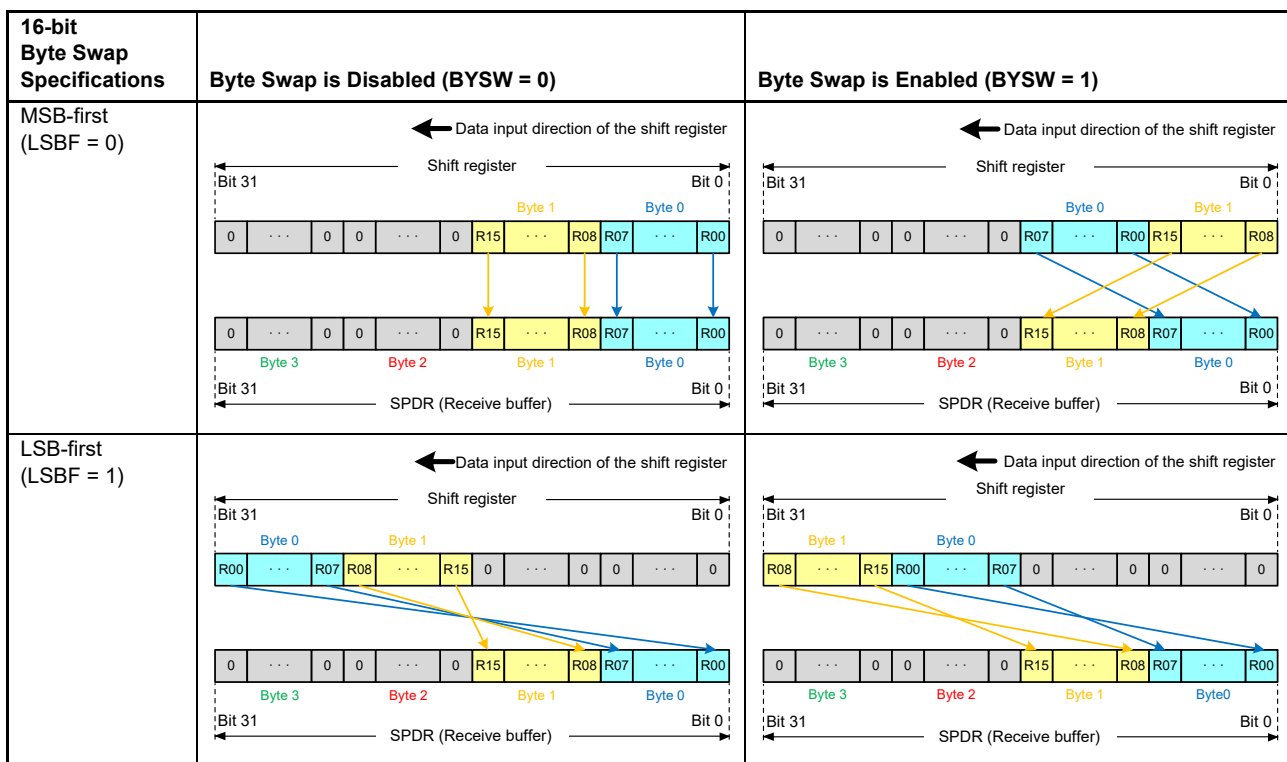 16-bit
Byte Swap
Specifications
Byte Swap is Disabled (BYSW = 0)
Byte Swap is Enabled (BYSW = 1)
MSB-first
(LSBF = 0)
Data input direction of the shift register
Shift register
Bit 31 Bit 0
Byte 1 Byte 0
0 · · · 0 0 · · · 0 R15 · · · R08 R07 · · · R00
0 · · · 0 0 · · · 0 R15 · · · R08 R07 · · · R00
Byte 3 Byte 2 Byte 1 Byte 0
Bit 31 Bit 0
SPDR (Receive buffer)
Data input direction of the shift register
Shift register
Bit 31 Bit 0
Byte 0 Byte 1
0 · · · 0 0 · · · 0 R07 · · · R00 R15 · · · R08
0 · · · 0 0 · · · 0 R15 · · · R08 R07 · · · R00
Byte 3 Byte 2 Byte 1 Byte 0
Bit 31 Bit 0
SPDR (Receive buffer)
LSB-first
(LSBF = 1)
Data input direction of the shift register
Shift register
Bit 31 Bit 0
Byte 0 Byte 1
R00 · · · R07 R08 · · · R15 0 · · · 0 0 · · · 0
0 · · · 0 0 · · · 0 R15 · · · R08 R07 · · · R00
Byte 3 Byte 2 Byte 1 Byte 0
Bit 31 Bit 0
SPDR (Receive buffer)
Data input direction of the shift register
Shift register
Bit 31 Bit 0
Byte 1 Byte 0
R08 · · · R15 R00 · · · R07 0 · · · 0 0 · · · 0
0 · · · 0 0 · · · 0 R15 · · · R08 R07 · · · R00
Byte 3 Byte 2 Byte 1 Byte0
Bit 31 Bit 0
SPDR (Receive buffer)